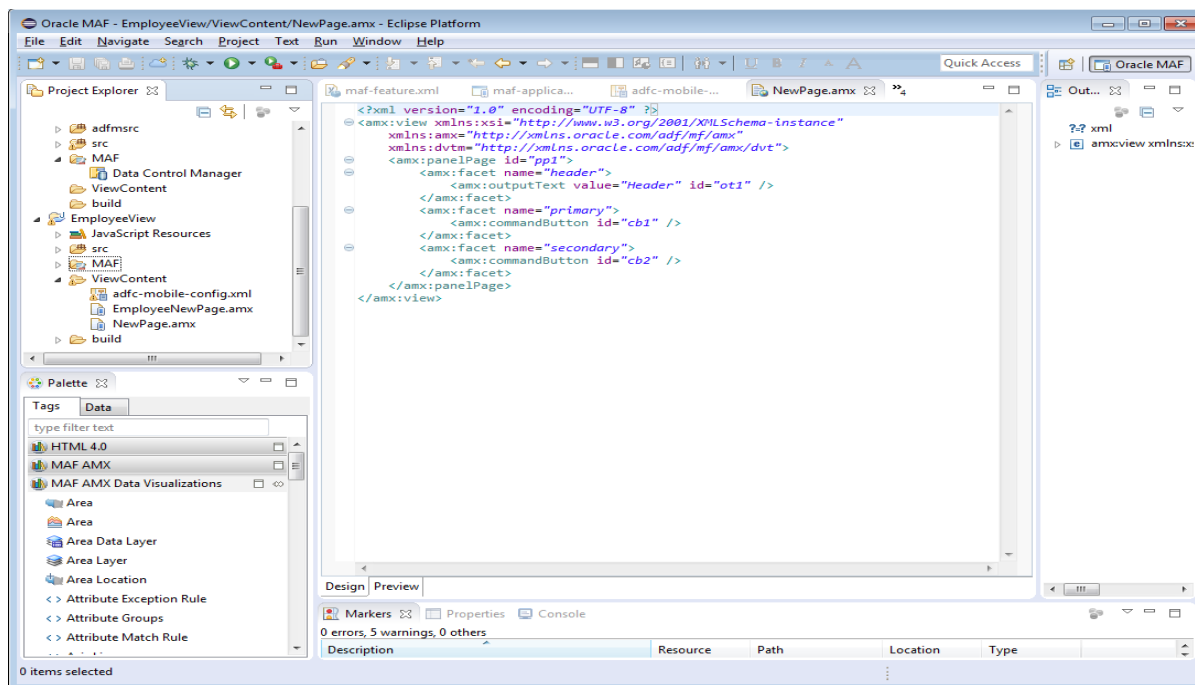 Oracle MAF - EmployeeView/ViewContent/NewPage.amx - Eclipse Platform
File Edit Navigate Search Project Text Run Window Help
Quick Access
Oracle MAF
Project Explorer
adfmsrc
src
MAF
Data Control Manager
ViewContent
build
EmployeeView
JavaScript Resources
src
MAF
ViewContent
adfc-mobile-config.xml
EmployeeNewPage.amx
NewPage.amx
build
Palette
Tags Data
type filter text
HTML 4.0
MAF AMX
MAF AMX Data Visualizations
Area
Area
Area Data Layer
Area Layer
Area Location
Attribute Exception Rule
Attribute Groups
Attribute Match Rule
maf-feature.xml maf-applica... adfc-mobile-... NewPage.amx »4
<?xml version="1.0" encoding="UTF-8" ?>
<amx:view xmlns:xsi="http://www.w3.org/2001/XMLSchema-instance"
xmlns:amx="http://xmlns.oracle.com/adf/mf/amx"
xmlns:dvtm="http://xmlns.oracle.com/adf/mf/amx/dvt">
<amx:panelPage id="pp1">
<amx:facet name="header">
<amx:outputText value="Header" id="ot1" />
</amx:facet>
<amx:facet name="primary">
<amx:commandButton id="cb1" />
</amx:facet>
<amx:facet name="secondary">
<amx:commandButton id="cb2" />
</amx:facet>
</amx:panelPage>
</amx:view>
Design Preview
Out...
?-? xml
e amx:view xmlns:x
Markers Properties Console
0 errors, 5 warnings, 0 others
Description Resource Path Location Type
0 items selected